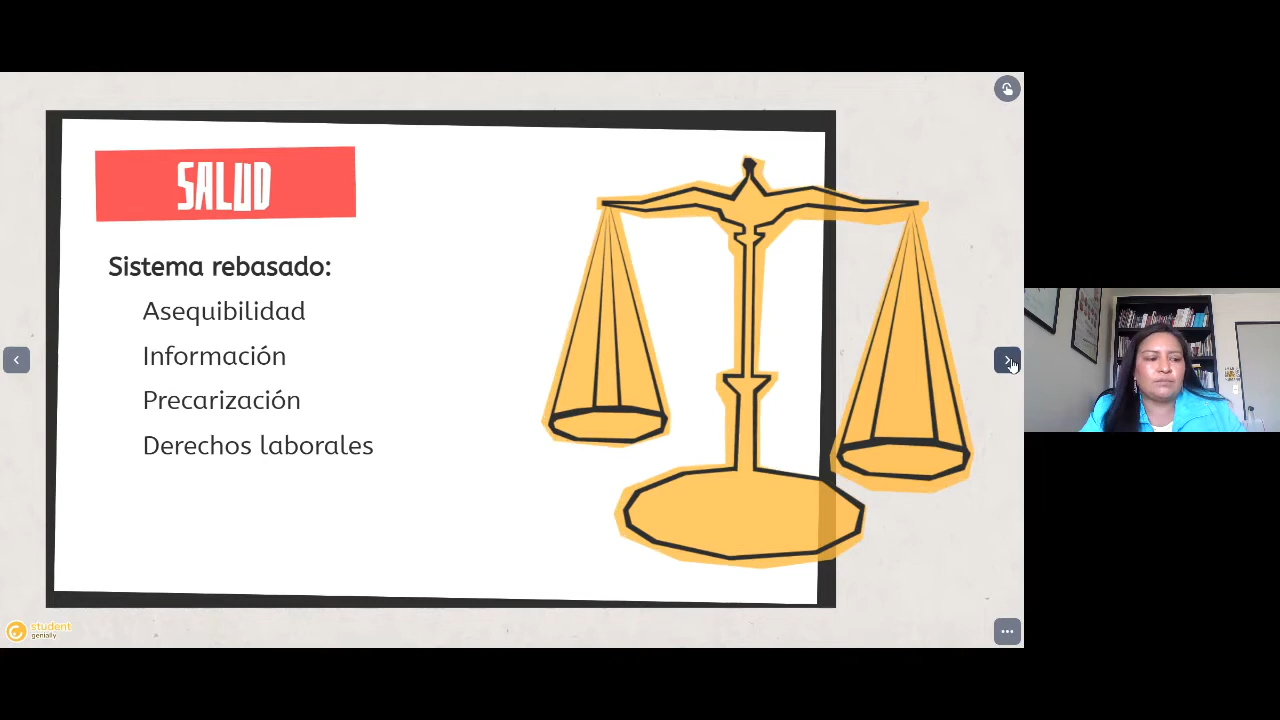 SALUD
Sistema rebasado:
Asequibilidad
Información
Precarización
Derechos laborales
student
genially